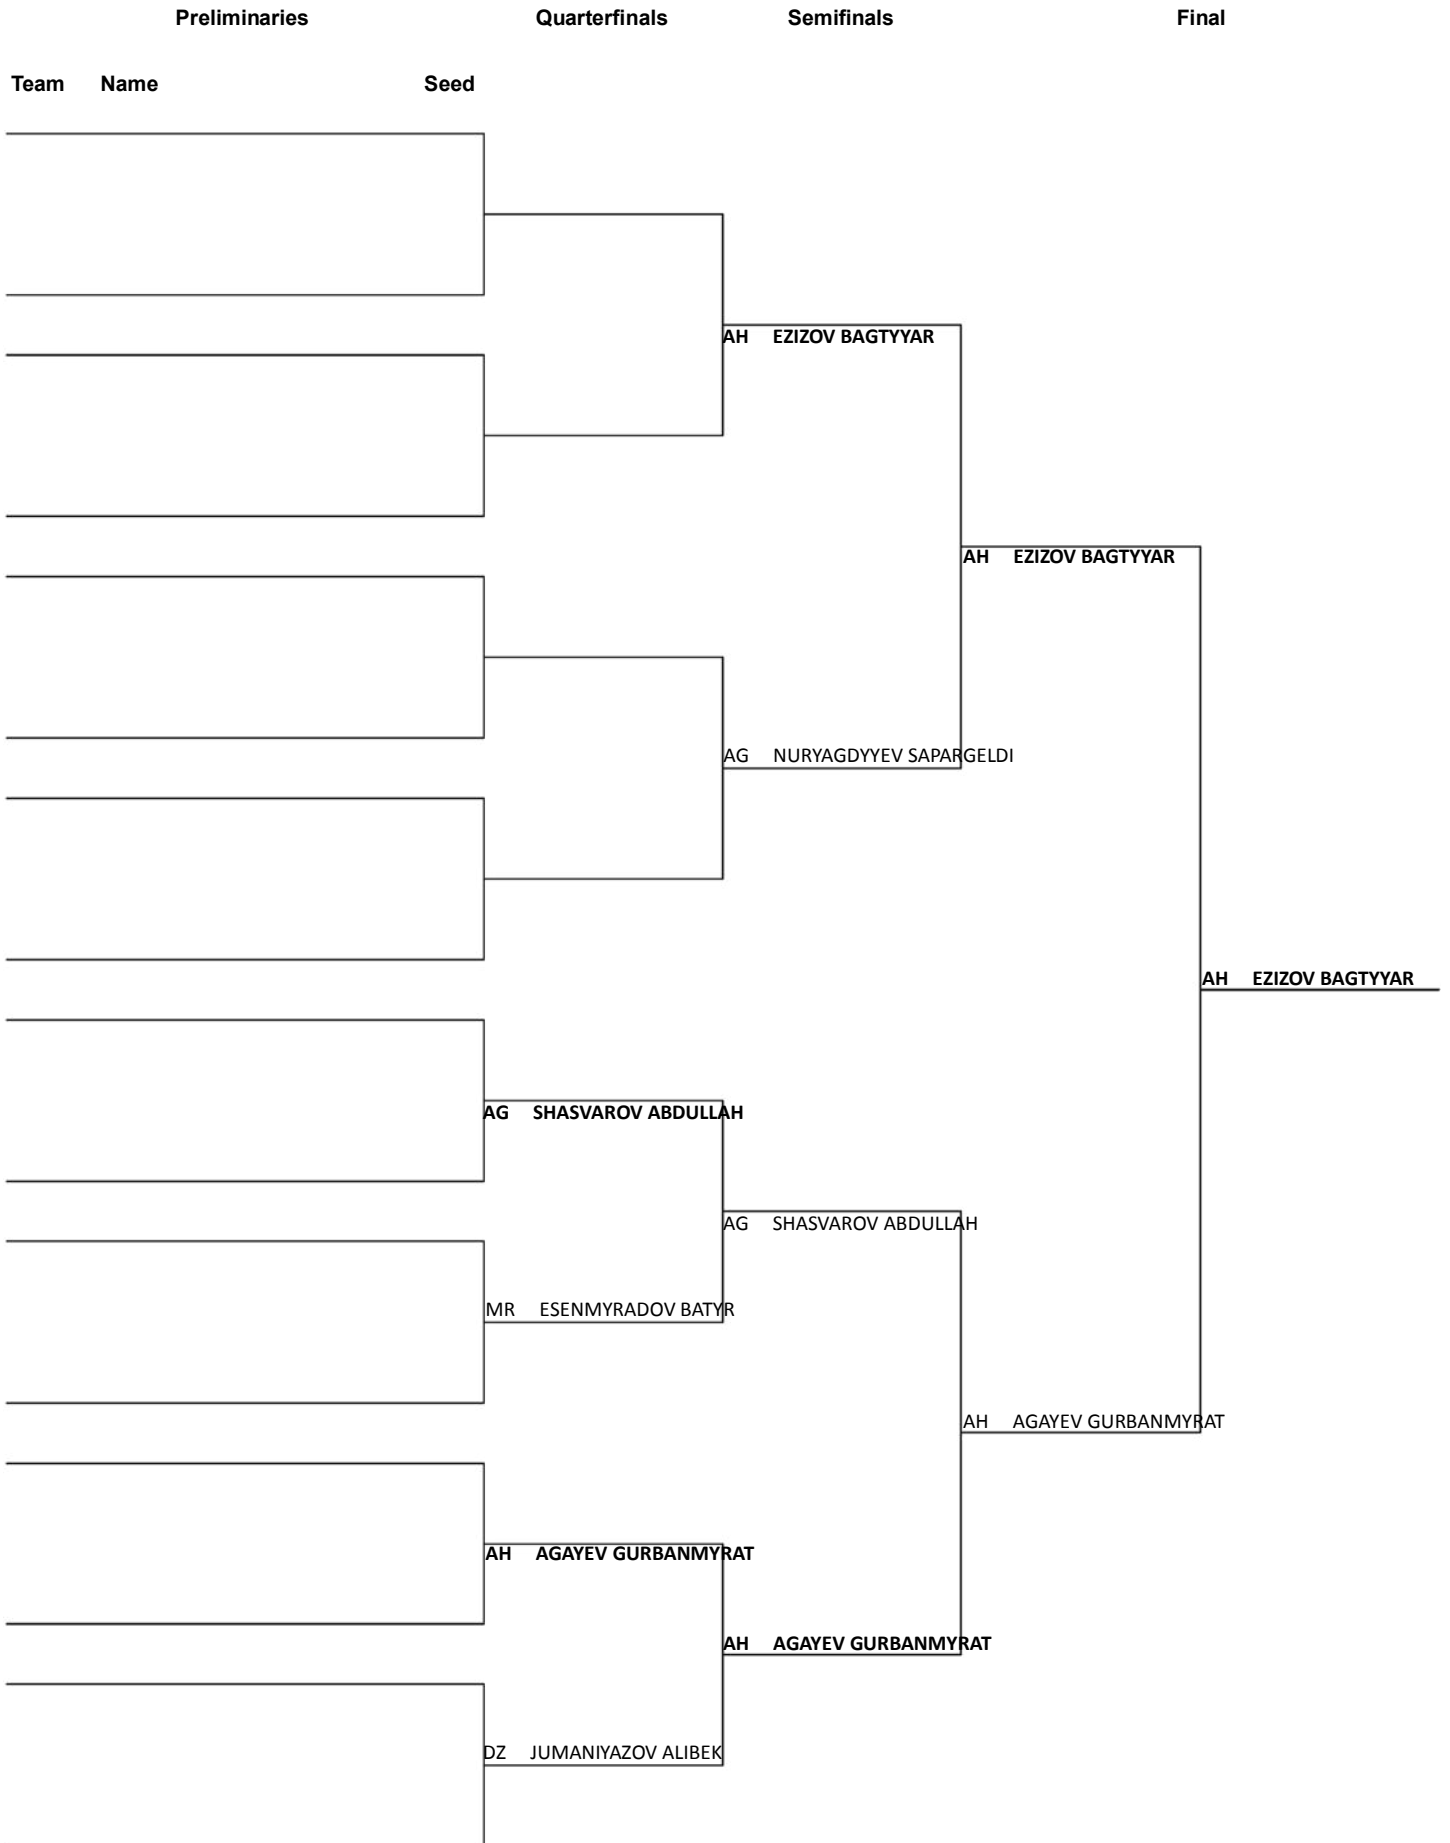 Preliminaries Quarterfinals Semifinals Final
Team Name Seed
AH EZIZOV BAGTYYAR
AH EZIZOV BAGTYYAR
AG NURYAGDYYEV SAPARGELDI
AH EZIZOV BAGTYYAR
AG SHASVAROV ABDULLAH
AG SHASVAROV ABDULLAH
MR ESENMYRADOV BATYR
AH AGAYEV GURBANMYRAT
AH AGAYEV GURBANMYRAT
AH AGAYEV GURBANMYRAT
DZ JUMANIYAZOV ALIBEK